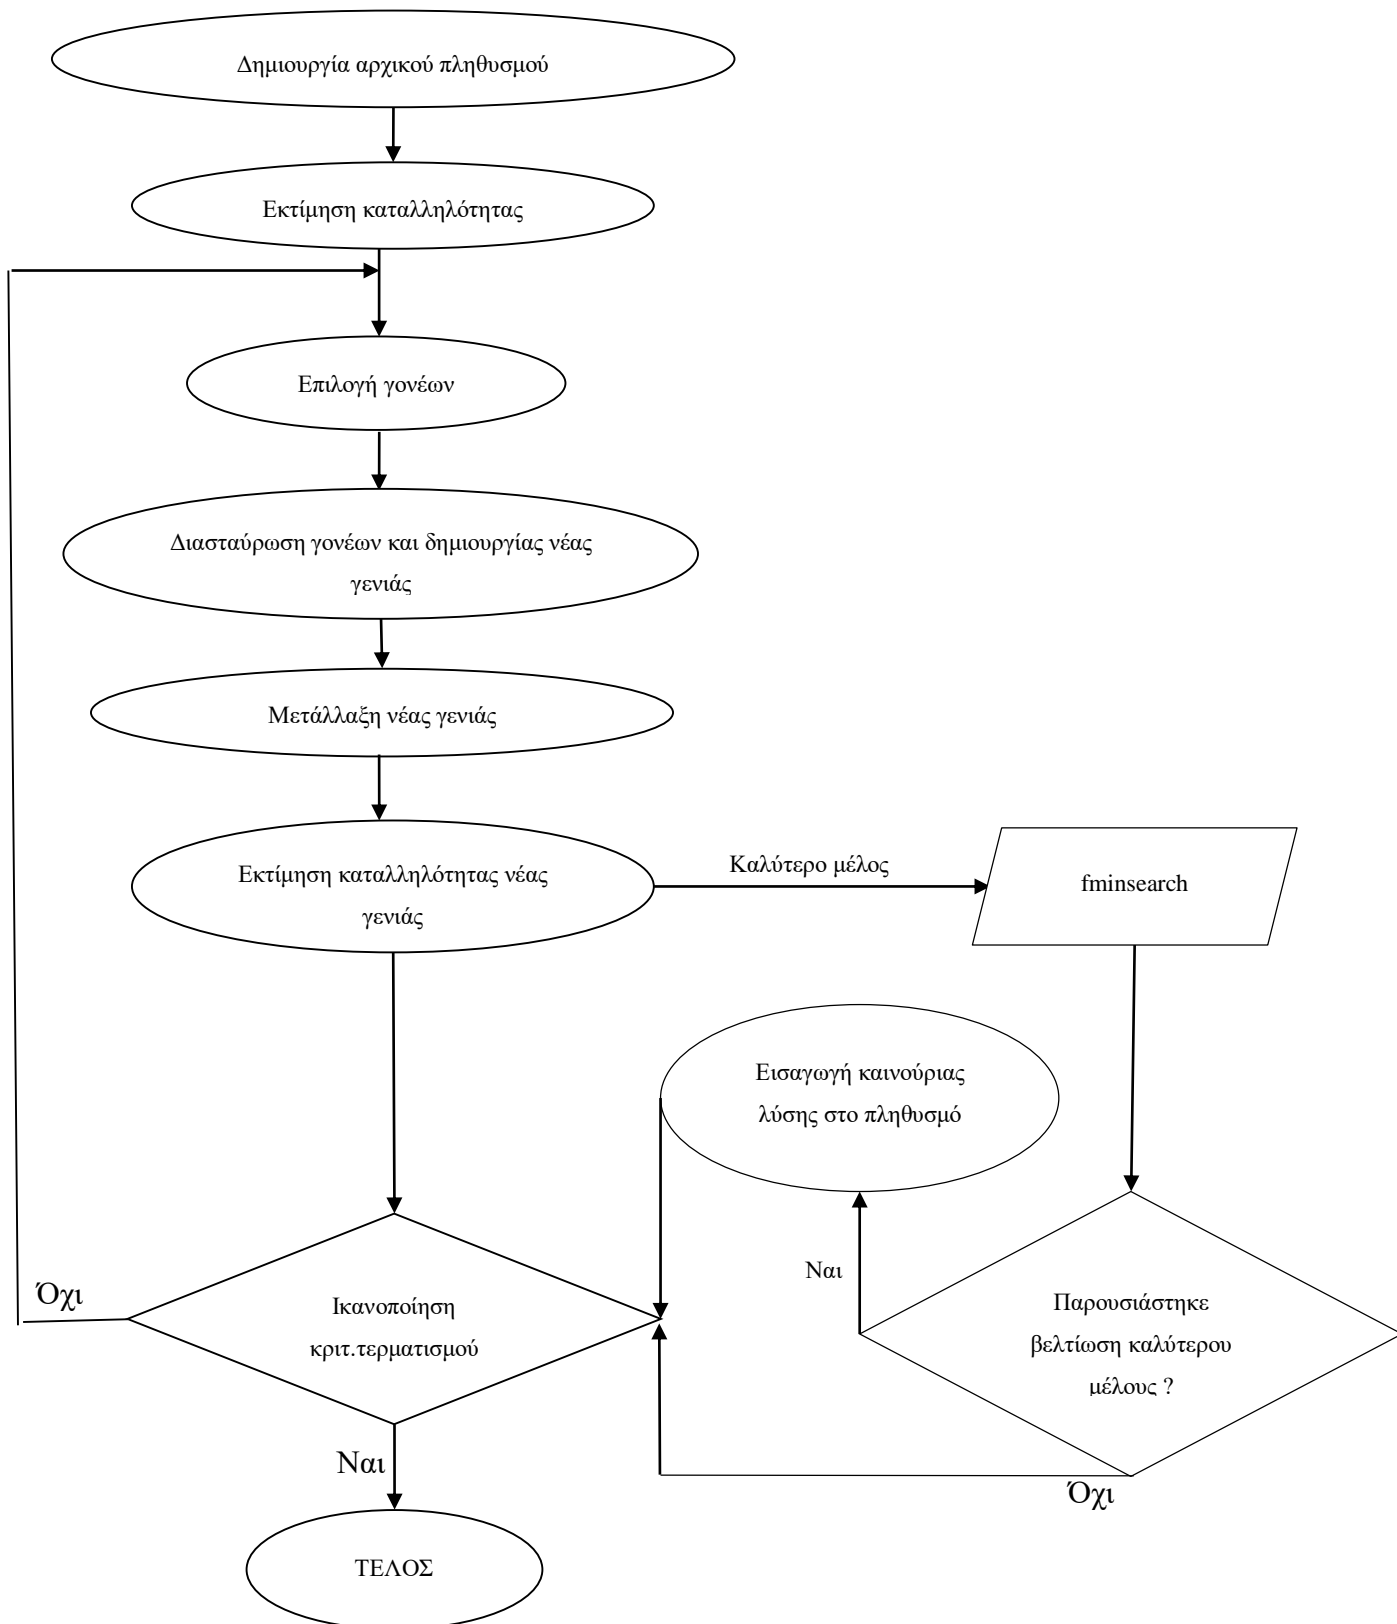 Δημιουργία αρχικού πληθυσμού
Εκτίμηση καταλληλότητας
Επιλογή γονέων
Διασταύρωση γονέων και δημιουργίας νέας
γενιάς
Μετάλλαξη νέας γενιάς
Εκτίμηση καταλληλότητας νέας
γενιάς
Καλύτερο μέλος
fminsearch
Εισαγωγή καινούριας
λύσης στο πληθυσμό
Ναι
Παρουσιάστηκε
βελτίωση καλύτερου
μέλους ?
Όχι
Όχι
Ικανοποίηση
κριτ.τερματισμού
Ναι
ΤΕΛΟΣ